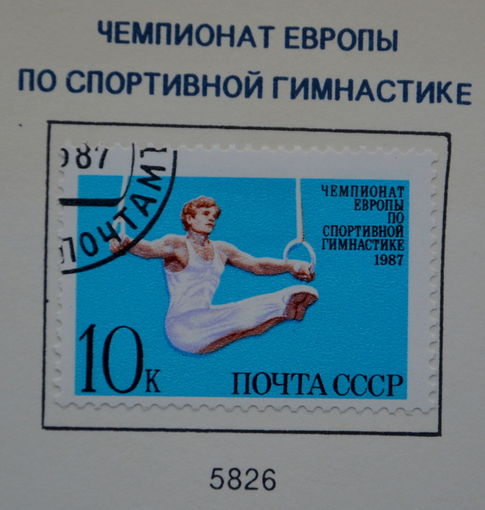 ЧЕМПИОНАТ ЕВРОПЫ
ПО СПОРТИВНОЙ ГИМНАСТИКЕ
987
ПОЧТАМТ
ЧЕМПИОНАТ
ЕВРОПЫ
ПО
СПОРТИВНОЙ
ГИМНАСТИКЕ
1987
10К
ПОЧТА СССР
5826